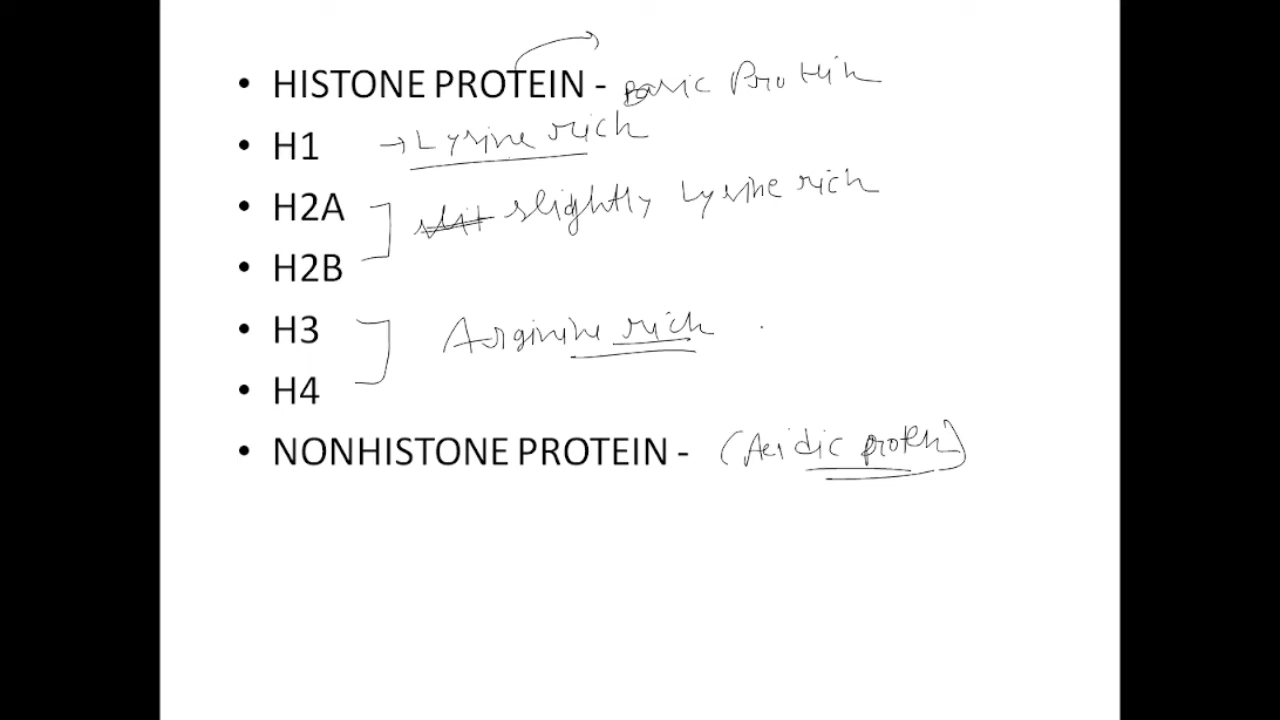 • HISTONE PROTEIN - Basic Protein
• H1 → Lysine rich
• H2A slightly Lysine rich
• H2B
• H3 Arginine rich
• H4
• NONHISTONE PROTEIN - (Acidic protein)